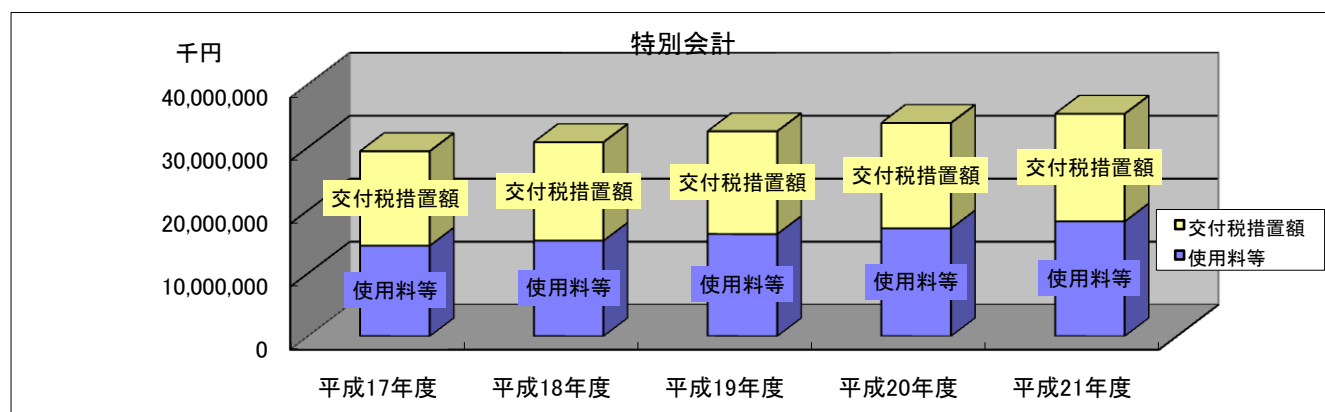 特別会計
千円
40,000,000
30,000,000
20,000,000
10,000,000
0
交付税措置額
交付税措置額
交付税措置額
交付税措置額
交付税措置額
使用料等
使用料等
使用料等
使用料等
使用料等
平成17年度
平成18年度
平成19年度
平成20年度
平成21年度
交付税措置額
使用料等